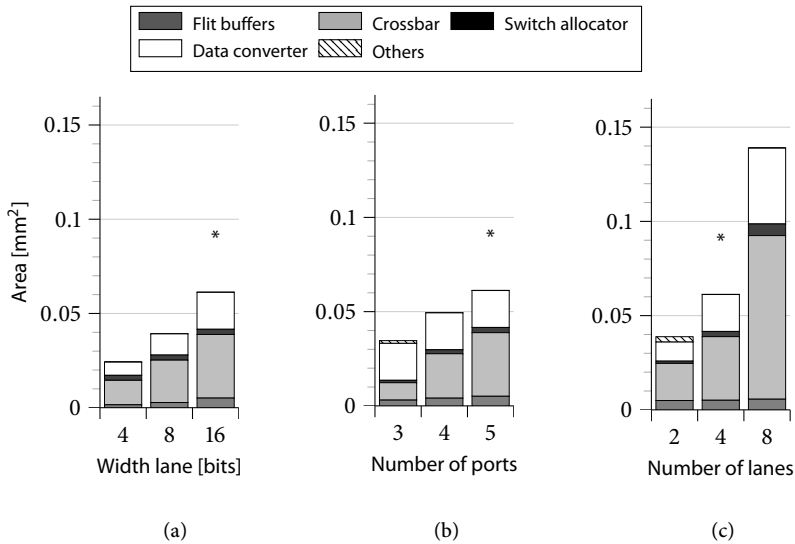 Flit buffers Crossbar Switch allocator
Data converter Others
Area [mm²]
0.15
0.1
0.05
0
4 8 16
Width lane [bits]
*
(a)
0.15
0.1
0.05
0
3 4 5
Number of ports
*
(b)
0.15
0.1
0.05
0
2 4 8
Number of lanes
*
(c)